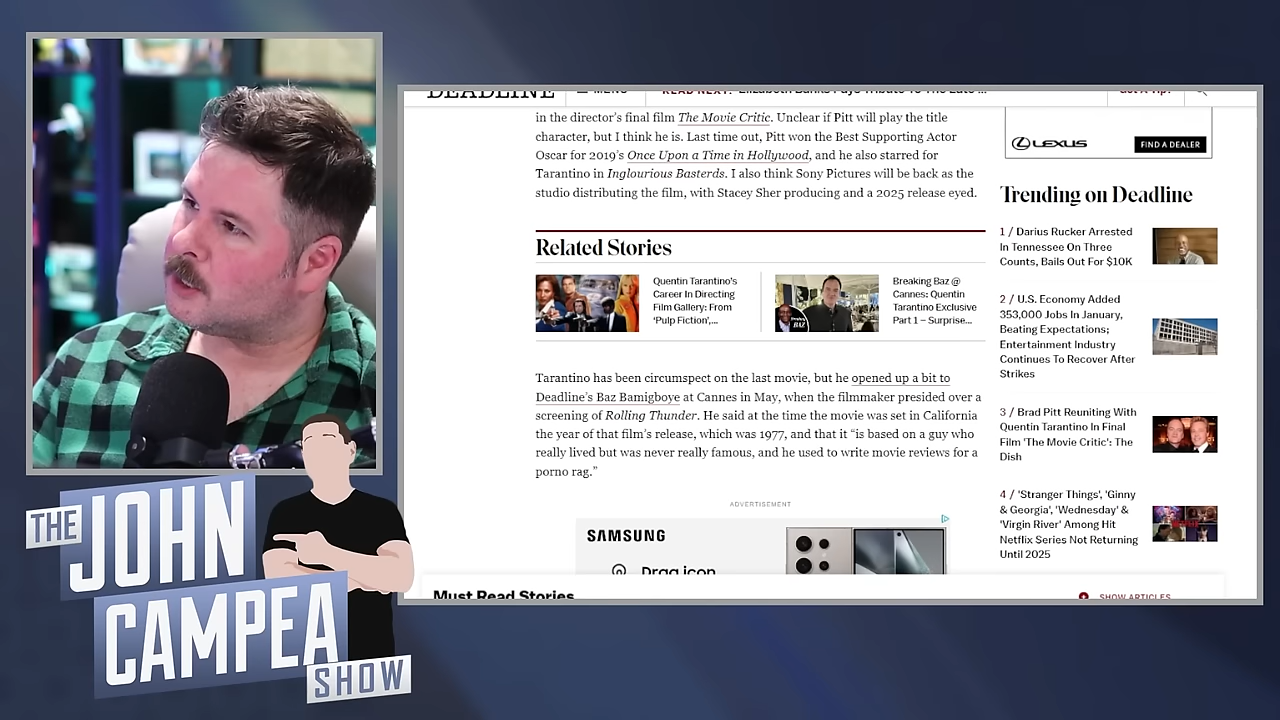 DEADLINE
MENU
READ NEXT: Elizabeth Banks Pays Tribute To The Late ...
Got A Tip?
in the director's final film The Movie Critic. Unclear if Pitt will play the title
character, but I think he is. Last time out, Pitt won the Best Supporting Actor
Oscar for 2019's Once Upon a Time in Hollywood, and he also starred for
Tarantino in Inglourious Basterds. I also think Sony Pictures will be back as the
studio distributing the film, with Stacey Sher producing and a 2025 release eyed.
Related Stories
Quentin Tarantino's
Career In Directing
Film Gallery: From
'Pulp Fiction',...
BAZ
Breaking Baz @
Cannes: Quentin
Tarantino Exclusive
Part 1 – Surprise...
Tarantino has been circumspect on the last movie, but he opened up a bit to
Deadline's Baz Bamigboye at Cannes in May, when the filmmaker presided over a
screening of Rolling Thunder. He said at the time the movie was set in California
the year of that film's release, which was 1977, and that it "is based on a guy who
really lived but was never really famous, and he used to write movie reviews for a
porno rag."
ADVERTISEMENT
SAMSUNG
Drag icon
Must Read Stories
SHOW ARTICLES
LEXUS
FIND A DEALER
Trending on Deadline
1 / Darius Rucker Arrested
In Tennessee On Three
Counts, Bails Out For $10K
2 / U.S. Economy Added
353,000 Jobs In January,
Beating Expectations;
Entertainment Industry
Continues To Recover After
Strikes
3 / Brad Pitt Reuniting With
Quentin Tarantino In Final
Film 'The Movie Critic': The
Dish
4 / 'Stranger Things', 'Ginny
& Georgia', 'Wednesday' &
'Virgin River' Among Hit
Netflix Series Not Returning
Until 2025
THE
JOHN
CAMPEA
SHOW